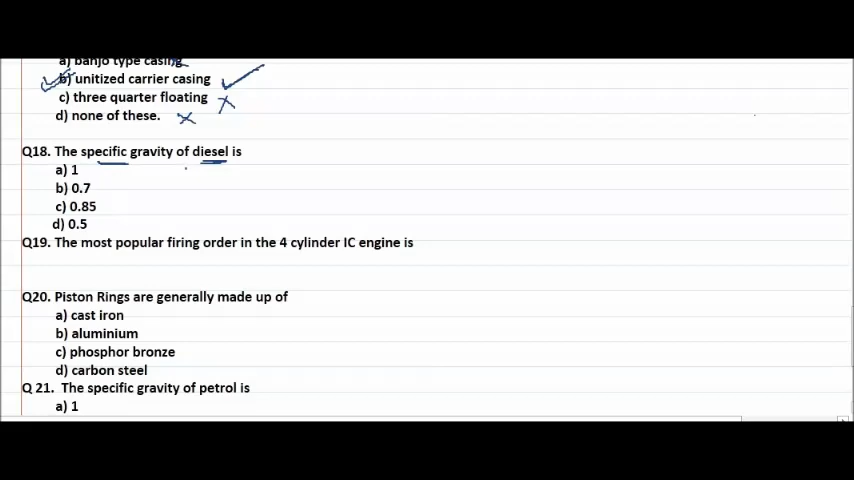 a) banjo type casing
b) unitized carrier casing
c) three quarter floating
d) none of these.
Q18. The specific gravity of diesel is
a) 1
b) 0.7
c) 0.85
d) 0.5
Q19. The most popular firing order in the 4 cylinder IC engine is
Q20. Piston Rings are generally made up of
a) cast iron
b) aluminium
c) phosphor bronze
d) carbon steel
Q 21. The specific gravity of petrol is
a) 1